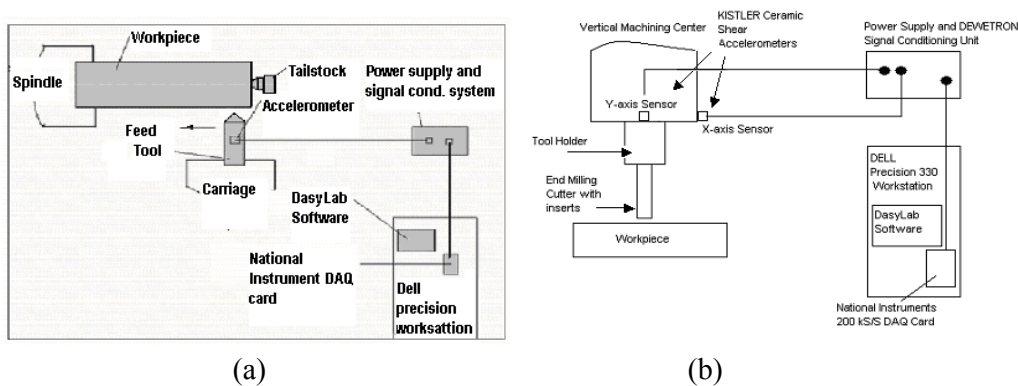 Workpiece
Spindle
Tailstock
Accelerometer
Power supply and
signal cond. system
Feed
Tool
Carriage
DasyLab
Software
National
Instrument DAQ
card
Dell
precision
worksattion
(a)
KISTLER Ceramic
Shear
Accelerometers
Vertical Machining Center
Power Supply and DEWETRON
Signal Conditioning Unit
Y-axis Sensor
X-axis Sensor
Tool Holder
End Milling
Cutter with
inserts
Workpiece
DELL
Precision 330
Workstation
DasyLab
Software
National Instruments
200 kS/S DAQ Card
(b)